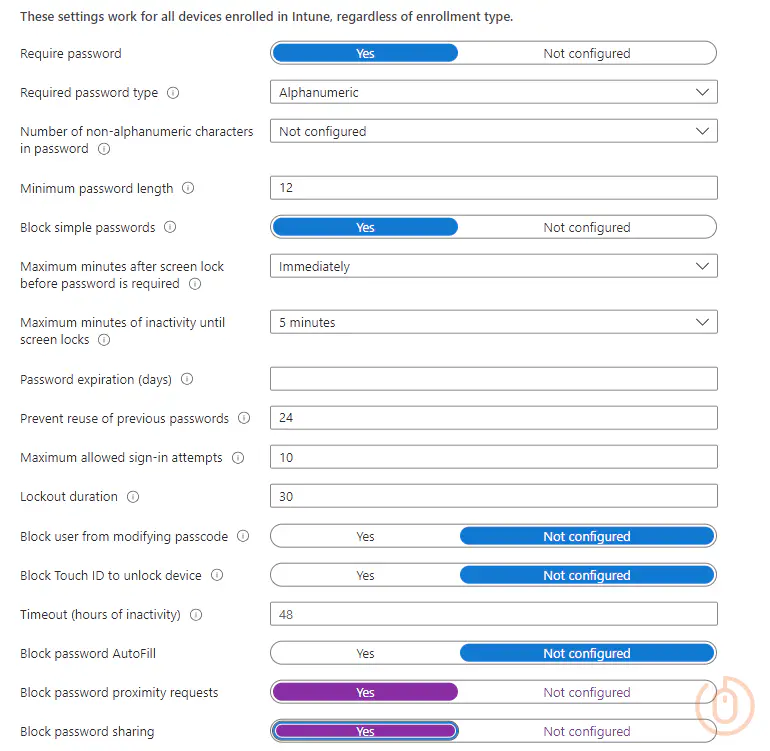 These settings work for all devices enrolled in Intune, regardless of enrollment type.
Require password Yes Not configured
Required password type Alphanumeric
Number of non-alphanumeric characters Not configured
in password
Minimum password length 12
Block simple passwords Yes Not configured
Maximum minutes after screen lock Immediately
before password is required
Maximum minutes of inactivity until 5 minutes
screen locks
Password expiration (days)
Prevent reuse of previous passwords 24
Maximum allowed sign-in attempts 10
Lockout duration 30
Block user from modifying passcode Yes Not configured
Block Touch ID to unlock device Yes Not configured
Timeout (hours of inactivity) 48
Block password AutoFill Yes Not configured
Block password proximity requests Yes Not configured
Block password sharing Yes Not configured